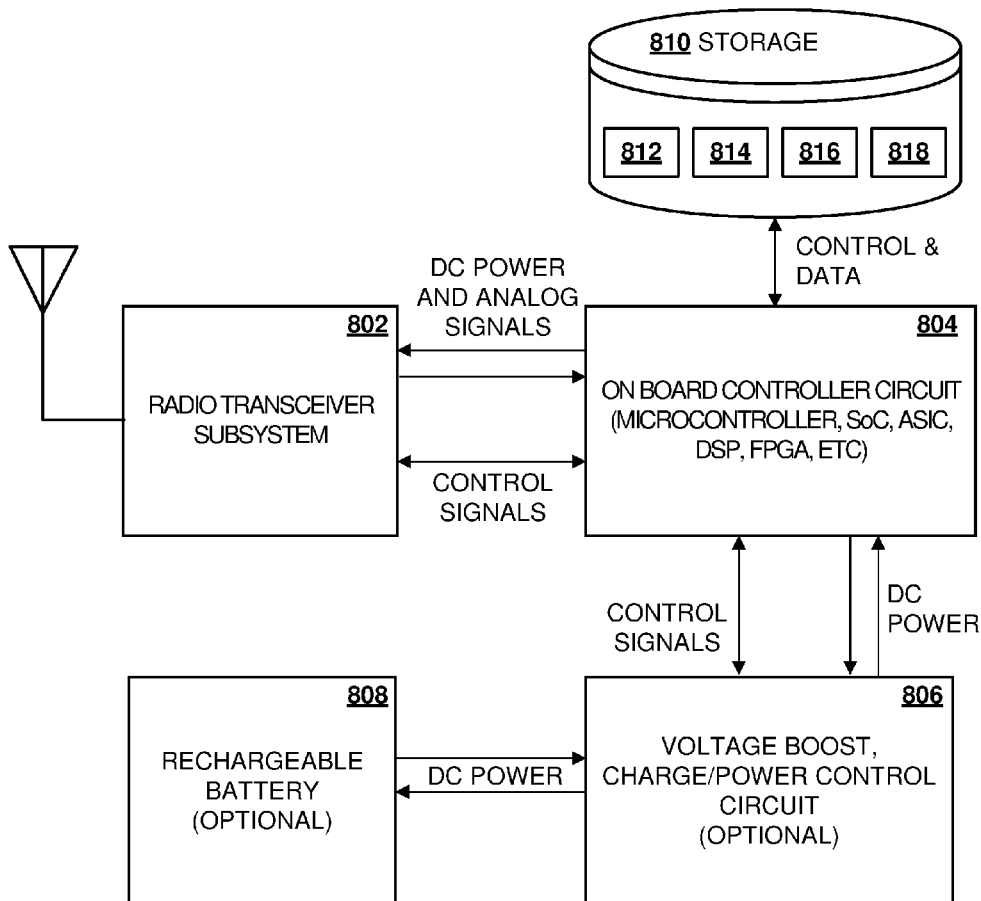 810 STORAGE
812 814 816 818
CONTROL &
DATA
DC POWER
AND ANALOG
SIGNALS
802
RADIO TRANSCEIVER
SUBSYSTEM
804
ON BOARD CONTROLLER CIRCUIT
(MICROCONTROLLER, SoC, ASIC,
DSP, FPGA, ETC)
CONTROL
SIGNALS
CONTROL
SIGNALS
DC
POWER
808
RECHARGEABLE
BATTERY
(OPTIONAL)
DC POWER
806
VOLTAGE BOOST,
CHARGE/POWER CONTROL
CIRCUIT
(OPTIONAL)